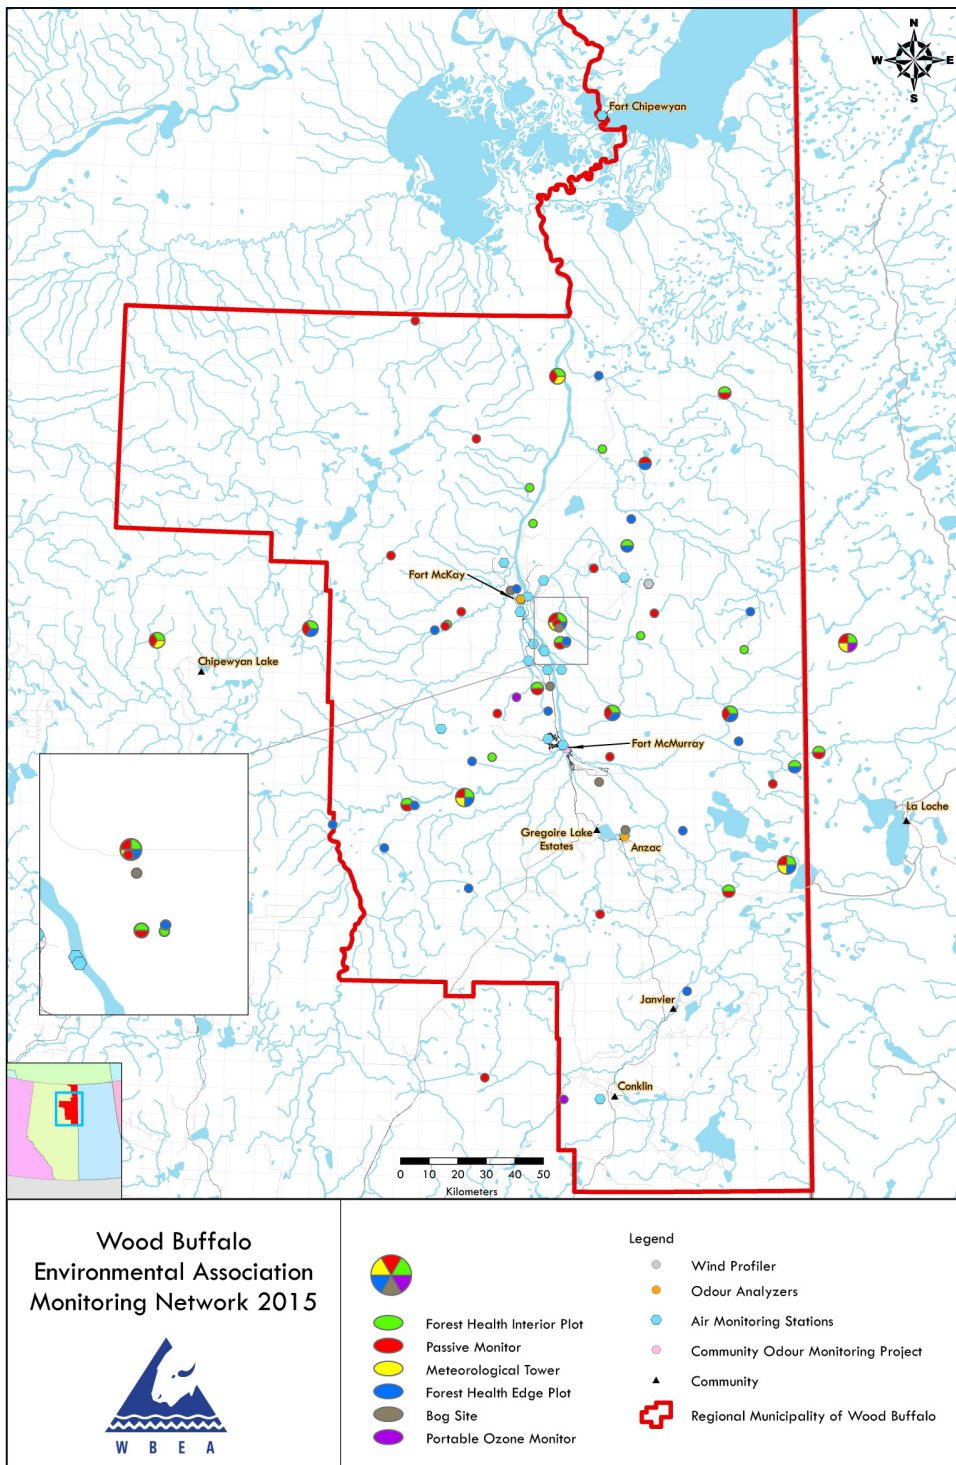 N
W E
S
Fort Chipewyan
Fort McKay
Chipewyan Lake
Fort McMurray
La Loche
Gregoire Lake
Estates
Anzac
Janvier
Conklin
0 10 20 30 40 50
Kilometers
Wood Buffalo
Environmental Association
Monitoring Network 2015
W B E A
Forest Health Interior Plot
Passive Monitor
Meteorological Tower
Forest Health Edge Plot
Bog Site
Portable Ozone Monitor
Legend
Wind Profiler
Odour Analyzers
Air Monitoring Stations
Community Odour Monitoring Project
Community
Regional Municipality of Wood Buffalo